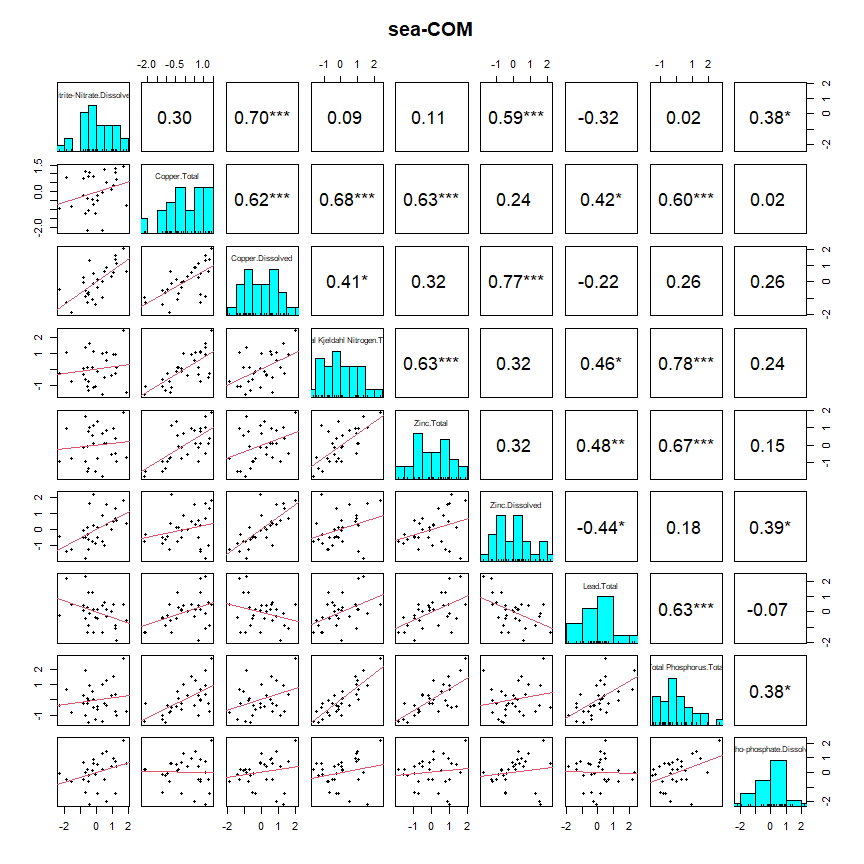 sea-COM
-2.0 -0.5 1.0 -1 0 1 2 -1 0 1 2 -1 1 2
trite-Nitrate.Dissolve 0.30 0.70*** 0.09 0.11 0.59*** -0.32 0.02 0.38* -2 0 1 2
-2.0 0.0 1.5 Copper.Total 0.62*** 0.68*** 0.63*** 0.24 0.42* 0.60*** 0.02
Copper.Dissolved 0.41* 0.32 0.77*** -0.22 0.26 0.26 -2 0 1 2
-1 1 2 al Kjeldahl Nitrogen.T 0.63*** 0.32 0.46* 0.78*** 0.24
Zinc.Total 0.32 0.48** 0.67*** 0.15 -1 0 1 2
-1 0 1 2 Zinc.Dissolved -0.44* 0.18 0.39*
Lead.Total 0.63*** -0.07 -2 0 1 2
-1 1 2 Total Phosphorus.Tota 0.38*
ho-phosphate.Dissolv -2 0 1 2
-2 0 1 2 -2 0 1 2 -1 0 1 2 -2 0 1 2 -2 0 1 2